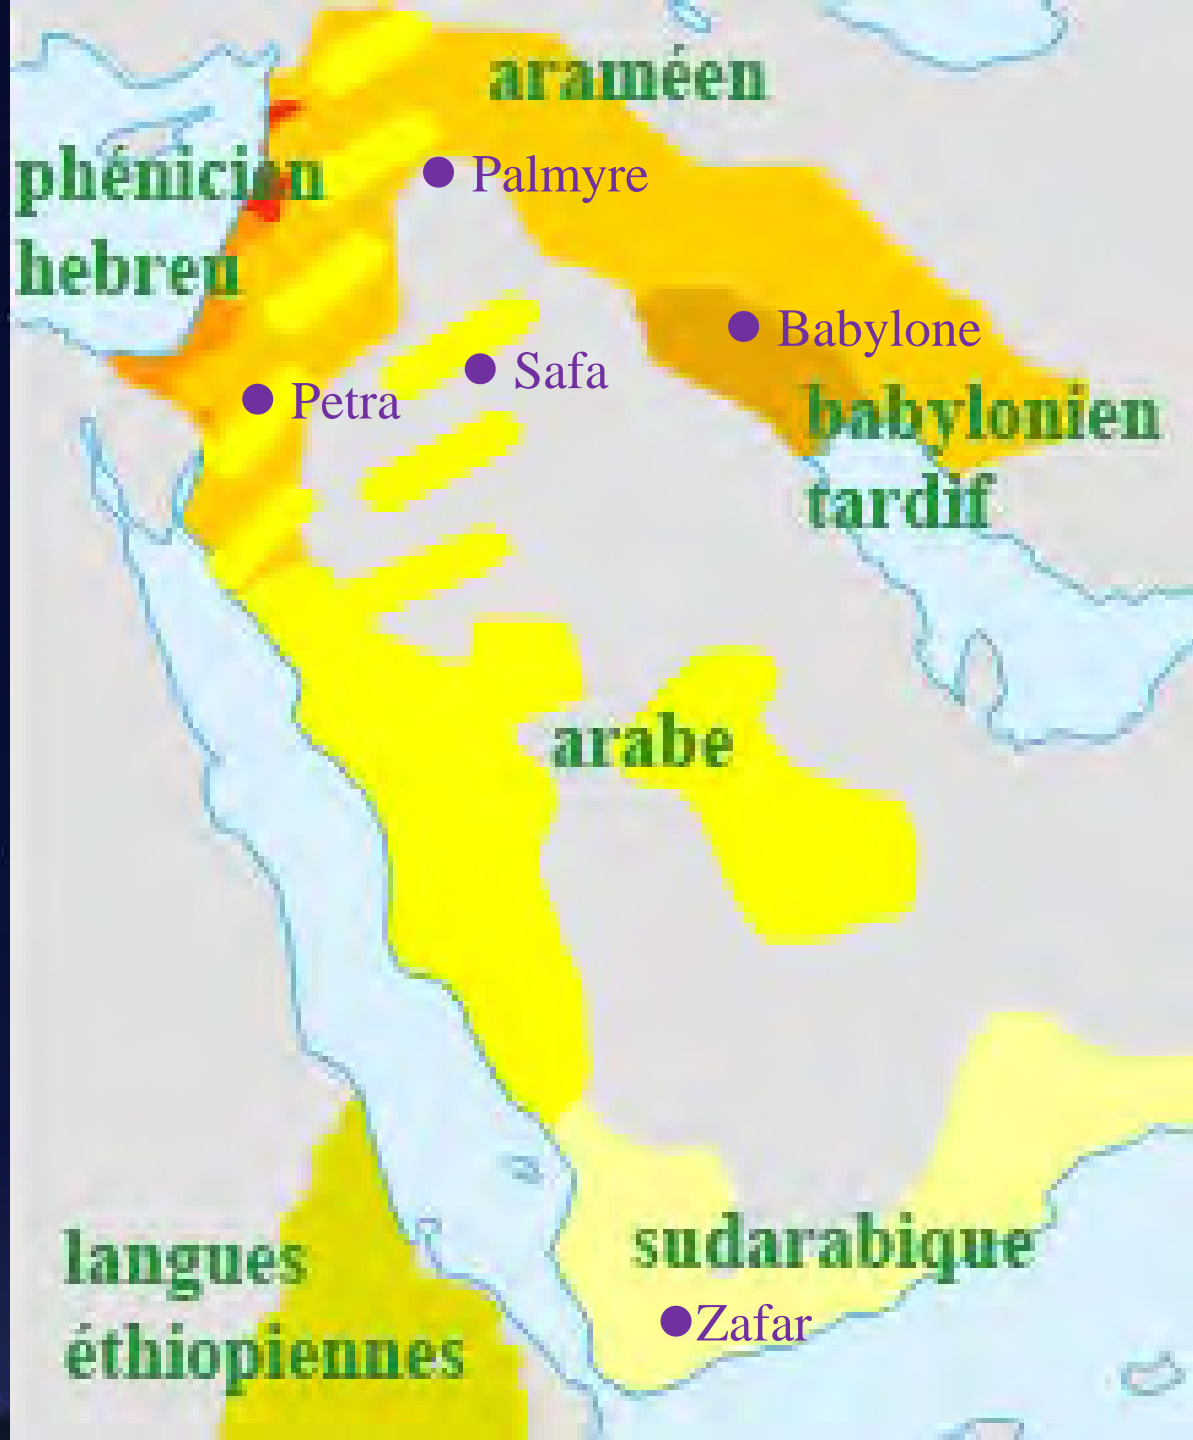 araméen
phénicien
Palmyre
hebreu
Babylone
Safa
Petra
babylonien
tardif
arabe
sudarabique
langues
Zafar
éthiopiennes